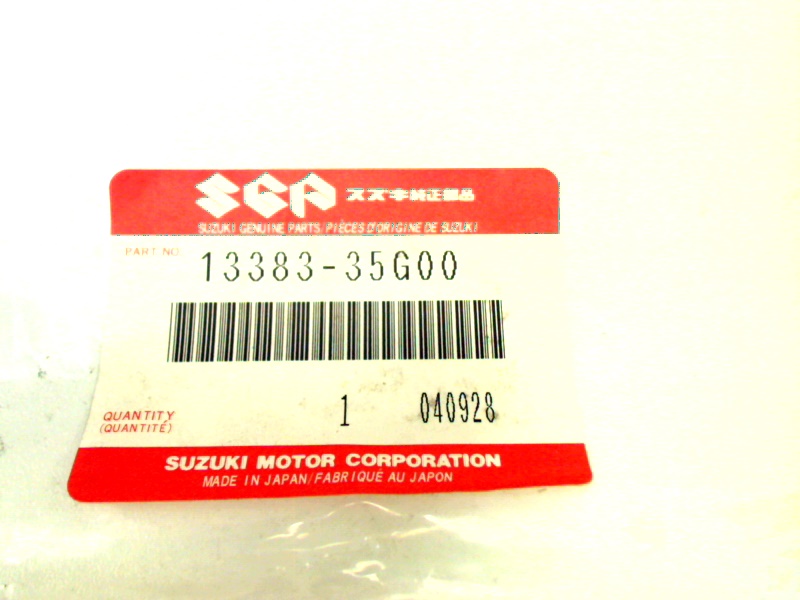 SGP スズキ純正部品
SUZUKI GENUINE PARTS/PIÈCES D'ORIGINE DE SUZUKI
PART NO. 13383-35G00
QUANTITY 1 040928
(QUANTITÉ)
SUZUKI MOTOR CORPORATION
MADE IN JAPAN/FABRIQUE AU JAPON